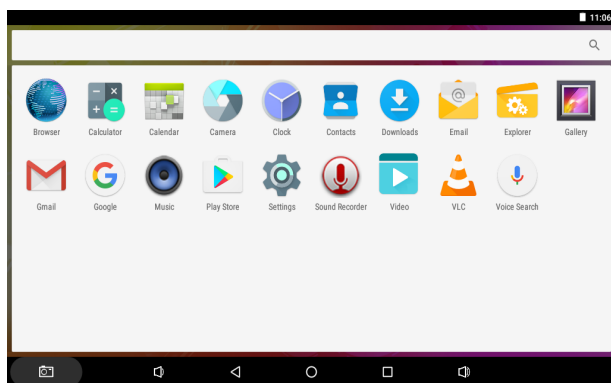 11:06
Browser Calculator Calendar Camera Clock Contacts Downloads Email Explorer Gallery
Gmail Google Music Play Store Settings Sound Recorder Video VLC Voice Search